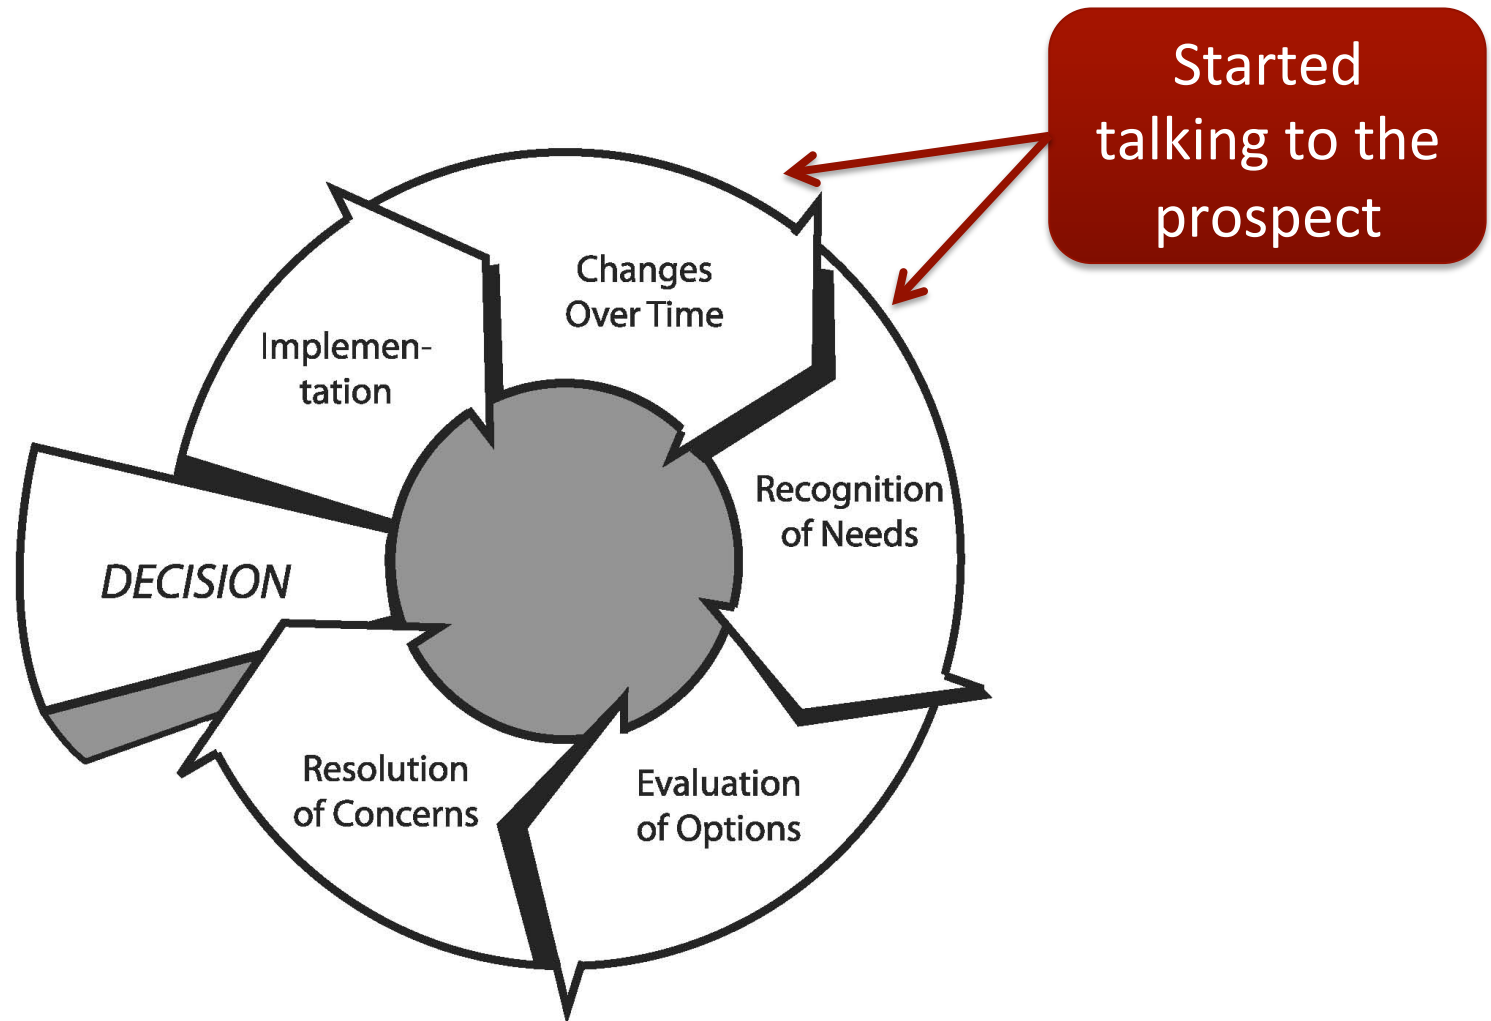 Started
talking to the
prospect
Changes
Over Time
Implemen-
tation
Recognition
of Needs
DECISION
Resolution
of Concerns
Evaluation
of Options